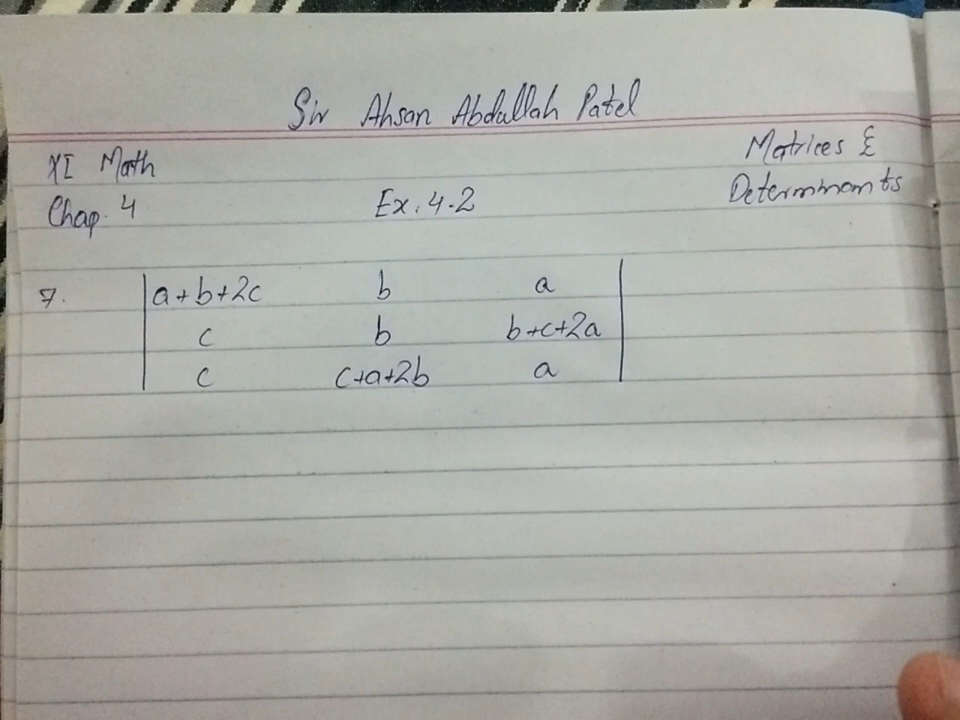 Sir Ahsan Abdullah Patel
XI Math
Matrices &
Chap. 4
Ex. 4.2
Determinants
7.
a+b+2c b a
c b b+c+2a
c c+a+2b a